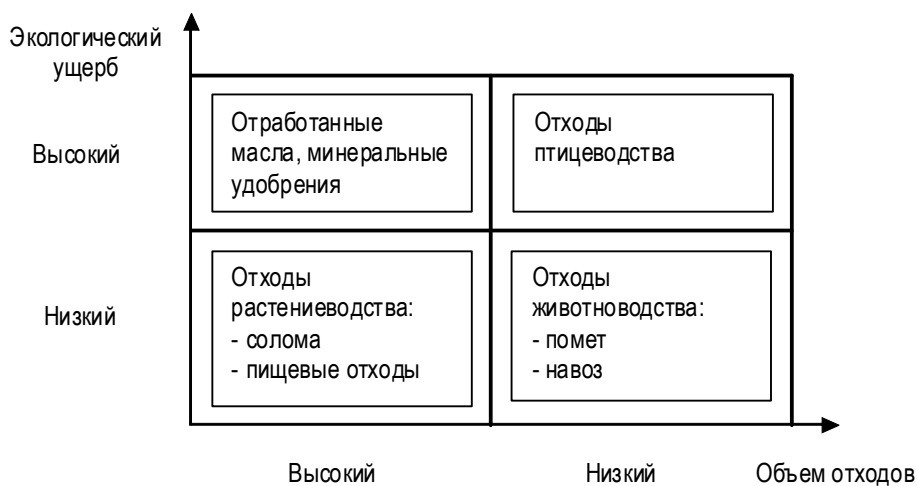 Экологический
ущерб
Высокий
Отработанные
масла, минеральные
удобрения
Отходы
птицеводства
Низкий
Отходы
растениеводства:
- солома
- пищевые отходы
Отходы
животноводства:
- помет
- навоз
Высокий
Низкий
Объем отходов